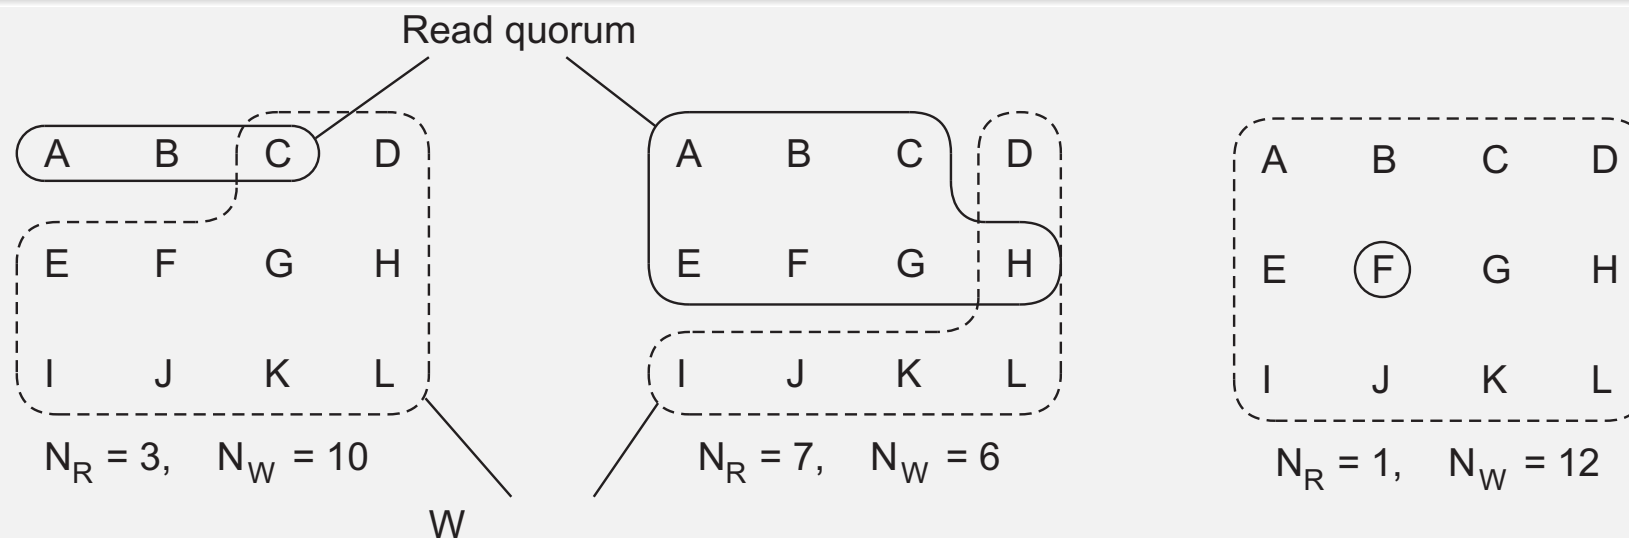 Read quorum
A B C D
E F G H
I J K L
N_R = 3, N_W = 10
A B C D
E F G H
I J K L
N_R = 7, N_W = 6
A B C D
E F G H
I J K L
N_R = 1, N_W = 12
W